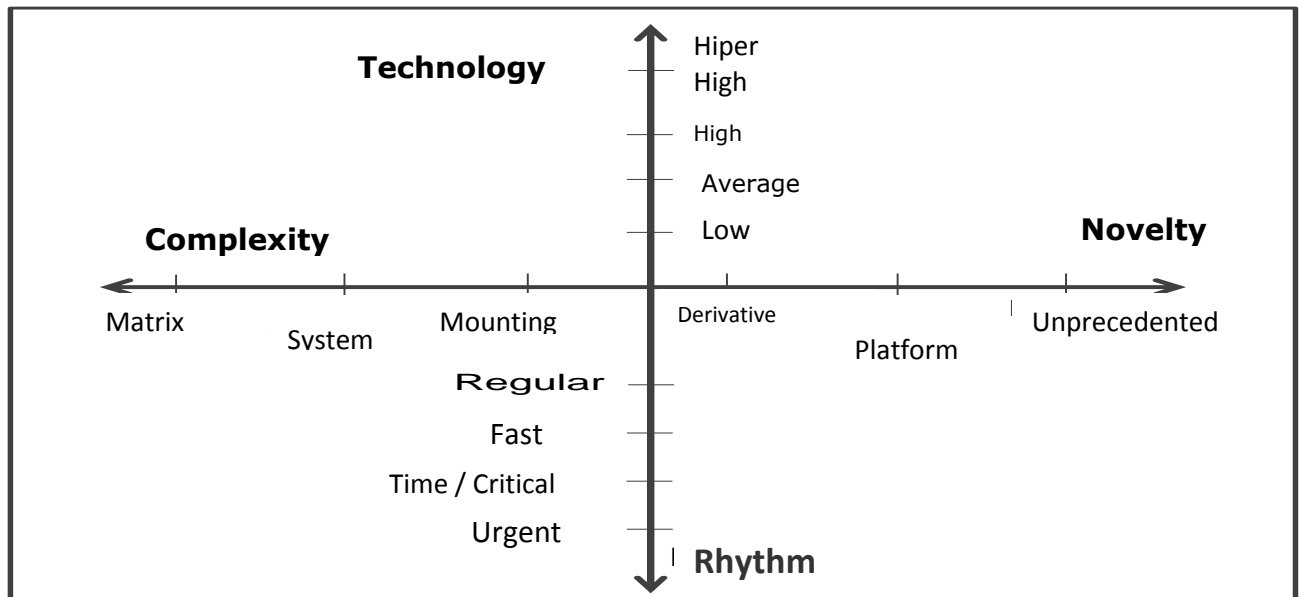 Hiper
Technology
High
High
Average
Low
Complexity
Novelty
Matrix
System
Mounting
Derivative
Platform
Unprecedented
Regular
Fast
Time / Critical
Urgent
Rhythm